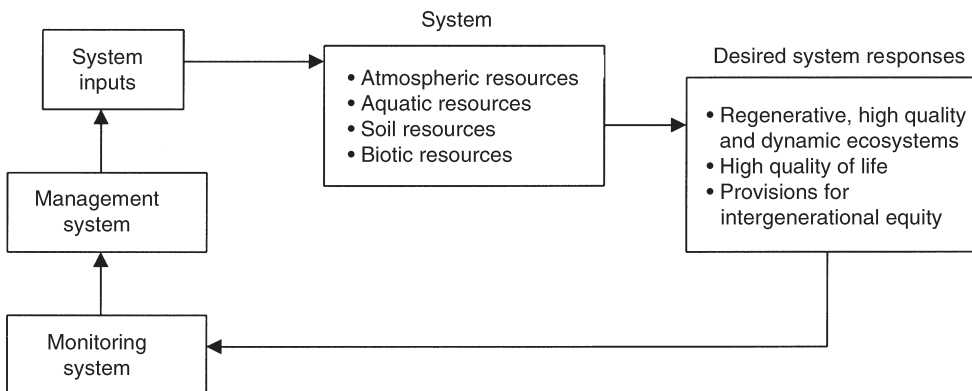 System
System
inputs
• Atmospheric resources
• Aquatic resources
• Soil resources
• Biotic resources
Desired system responses
• Regenerative, high quality
and dynamic ecosystems
• High quality of life
• Provisions for
intergenerational equity
Management
system
Monitoring
system